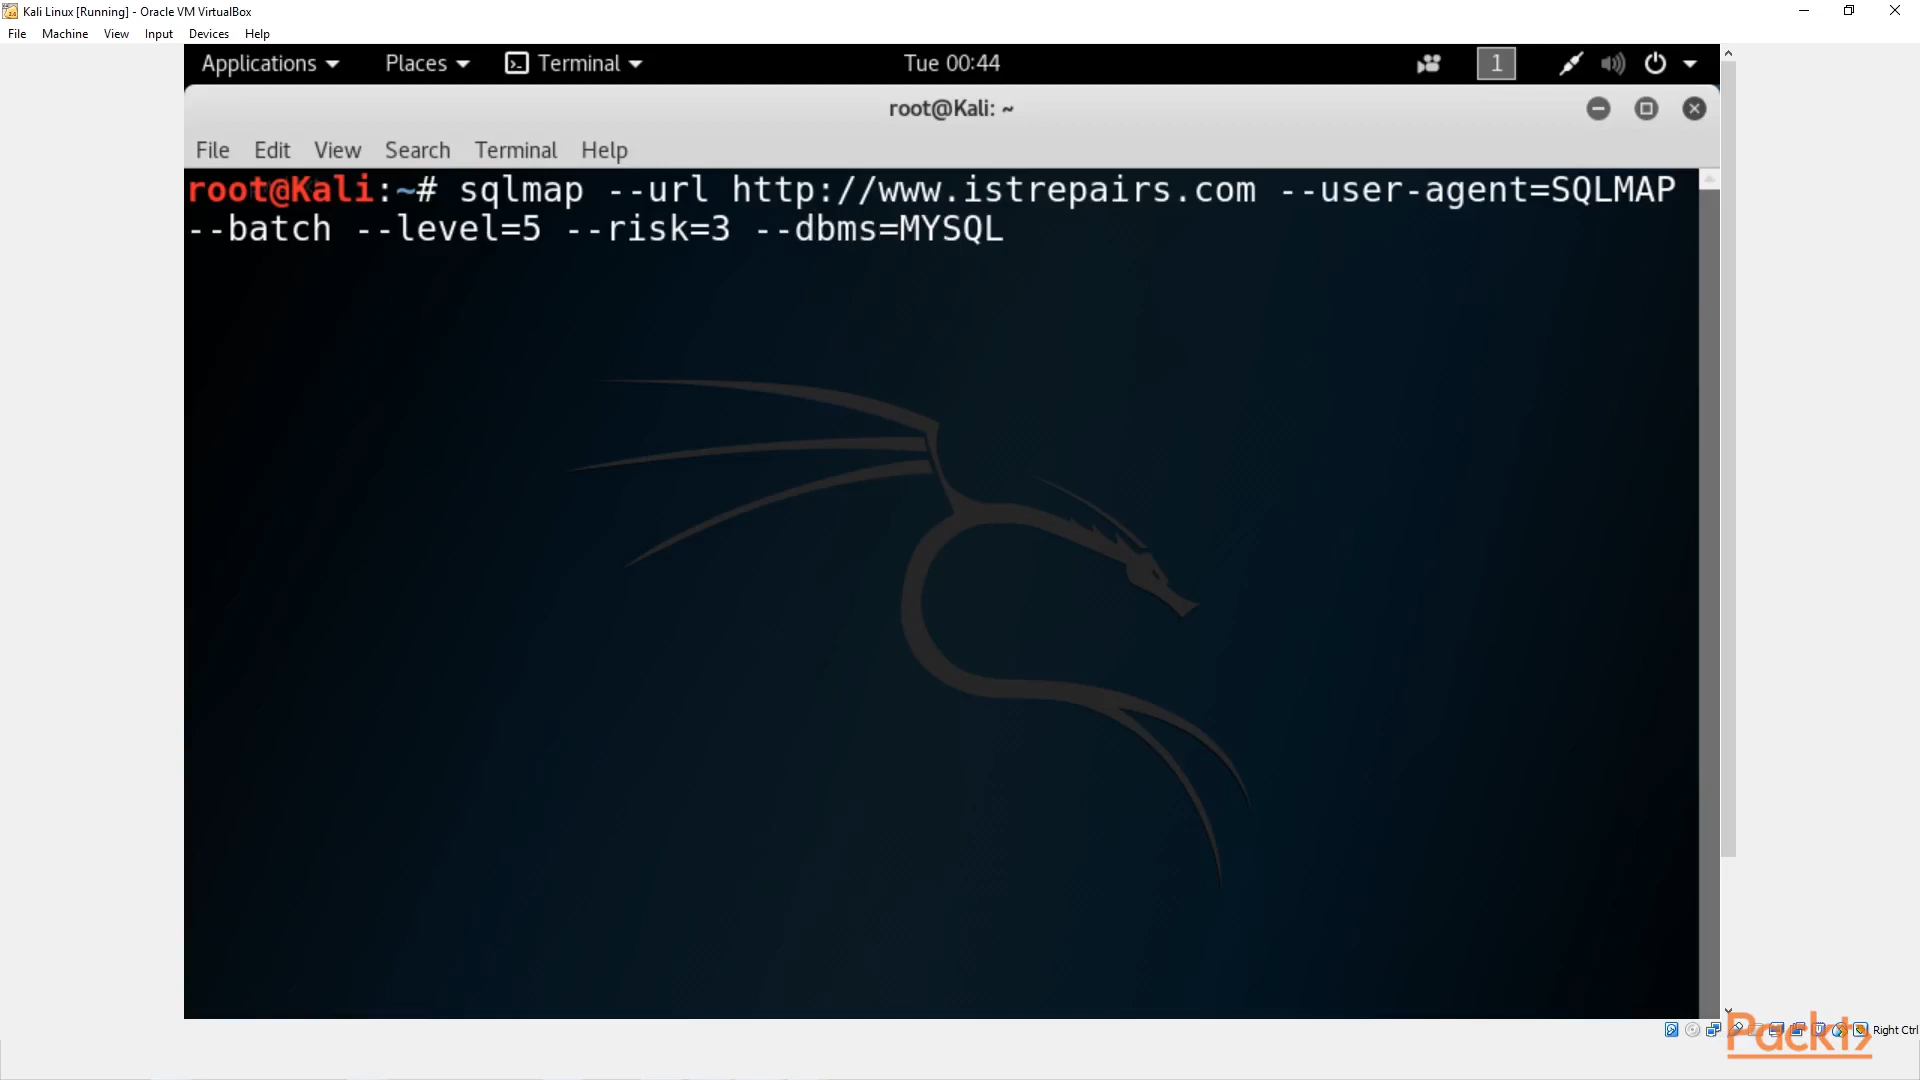 Kali Linux [Running] - Oracle VM VirtualBox
File Machine View Input Devices Help
Applications Places Terminal Tue 00:44 1
root@Kali: ~
File Edit View Search Terminal Help
root@Kali:~# sqlmap --url http://www.istrepairs.com --user-agent=SQLMAP
--batch --level=5 --risk=3 --dbms=MYSQL
Right Ctrl
Packt>